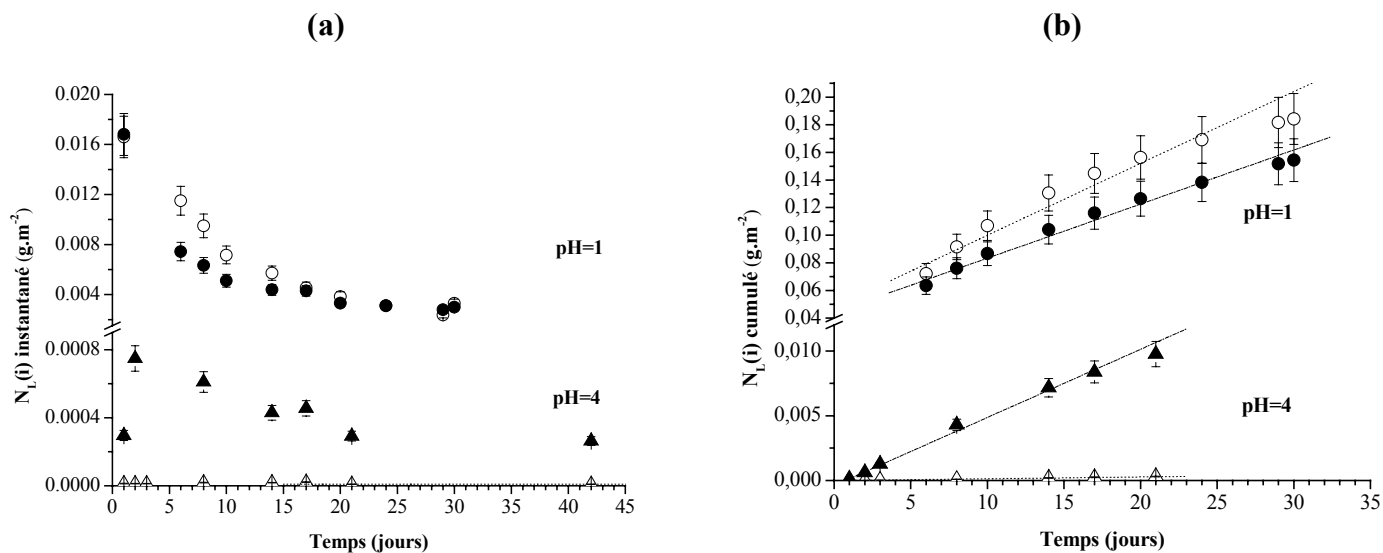 (a)
(b)
N_L(i) instantané (g.m⁻²)
0.020
0.016
0.012
0.008
0.004
0.0008
0.0004
0.0000
pH=1
pH=4
0 5 10 15 20 25 30 35 40 45
Temps (jours)
N_L(i) cumulé (g.m⁻²)
0,20
0,18
0,16
0,14
0,12
0,10
0,08
0,06
0,04
0,010
0,005
0,000
pH=1
pH=4
5 10 15 20 25 30 35
Temps (jours)